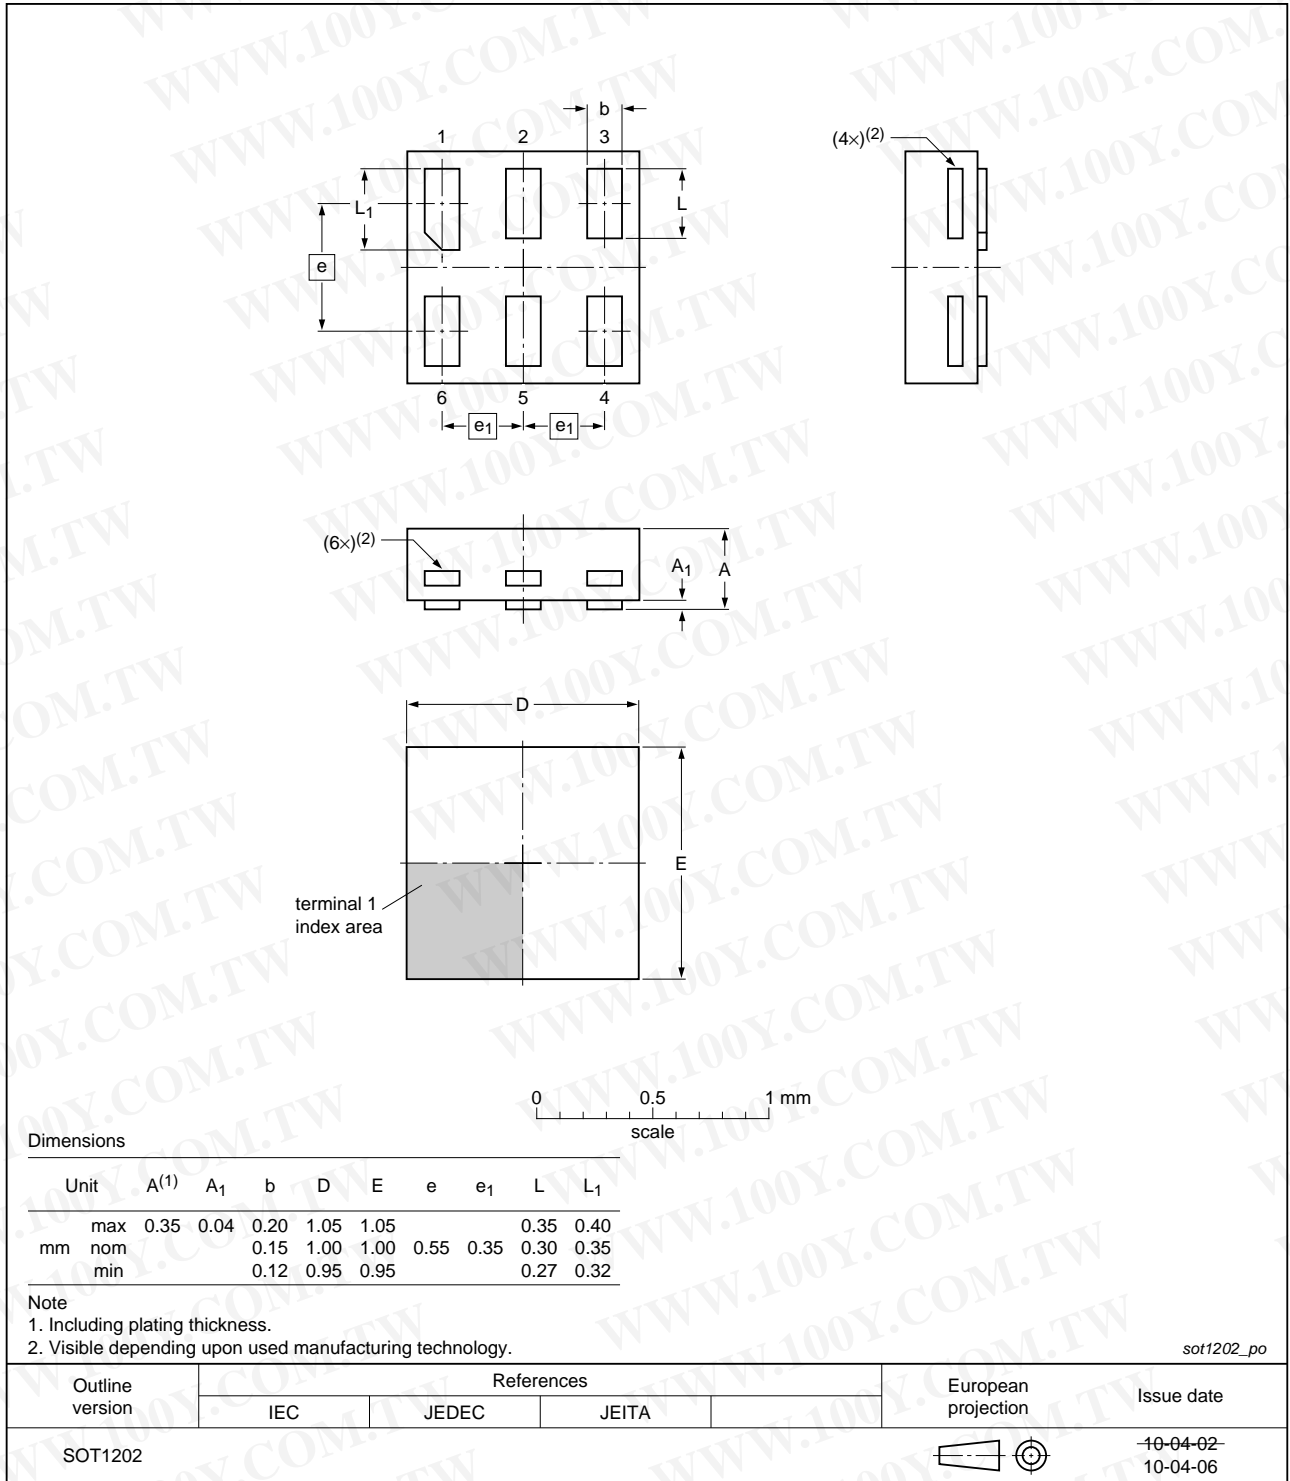 b
1 2 3
(4×)(2)
L1
L
e
6 5 4
e1 e1
(6×)(2)
A1 A
D
E
terminal 1
index area
0 0.5 1 mm
scale
Dimensions
Unit A(1) A1 b D E e e1 L L1
max 0.35 0.04 0.20 1.05 1.05 0.35 0.40
mm nom 0.15 1.00 1.00 0.55 0.35 0.30 0.35
min 0.12 0.95 0.95 0.27 0.32
Note
1. Including plating thickness.
2. Visible depending upon used manufacturing technology.
sot1202_po
Outline version References European projection Issue date
IEC JEDEC JEITA
SOT1202 10-04-02
10-04-06
WWW.100Y.COM.TW